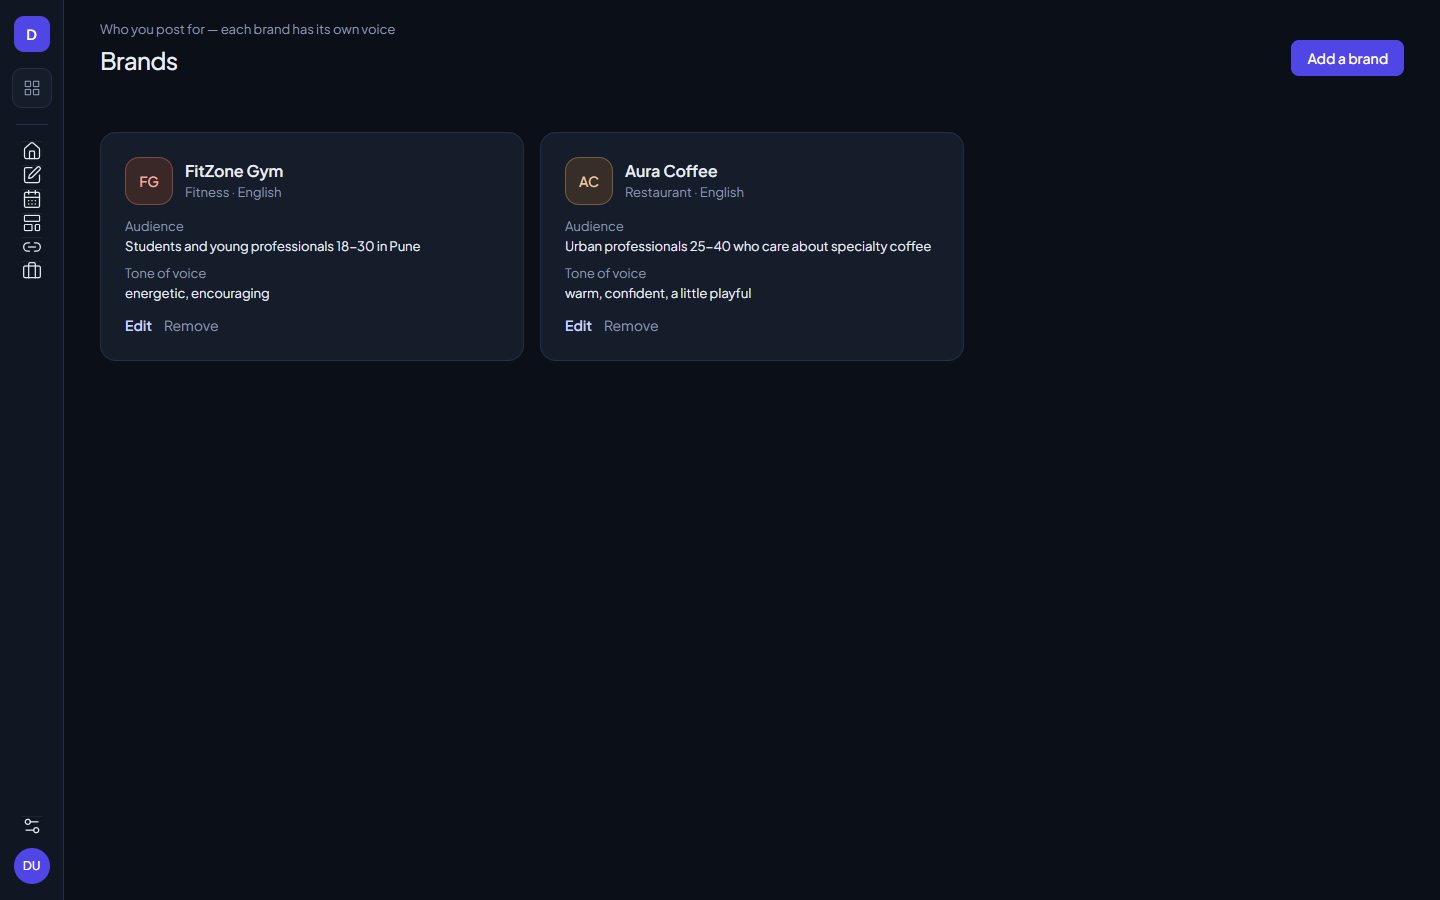 D
Who you post for — each brand has its own voice
Brands
Add a brand
FG
FitZone Gym
Fitness · English
Audience
Students and young professionals 18–30 in Pune
Tone of voice
energetic, encouraging
Edit Remove
AC
Aura Coffee
Restaurant · English
Audience
Urban professionals 25–40 who care about specialty coffee
Tone of voice
warm, confident, a little playful
Edit Remove
DU